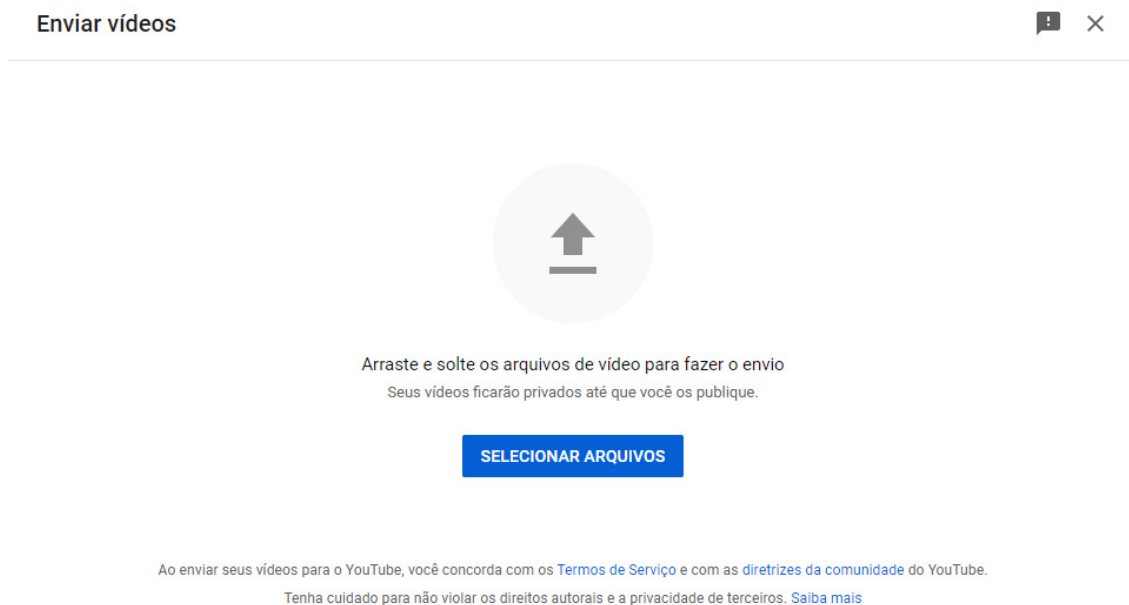 Enviar vídeos
Arraste e solte os arquivos de vídeo para fazer o envio
Seus vídeos ficarão privados até que você os publique.
SELECIONAR ARQUIVOS
Ao enviar seus vídeos para o YouTube, você concorda com os Termos de Serviço e com as diretrizes da comunidade do YouTube.
Tenha cuidado para não violar os direitos autorais e a privacidade de terceiros. Saiba mais